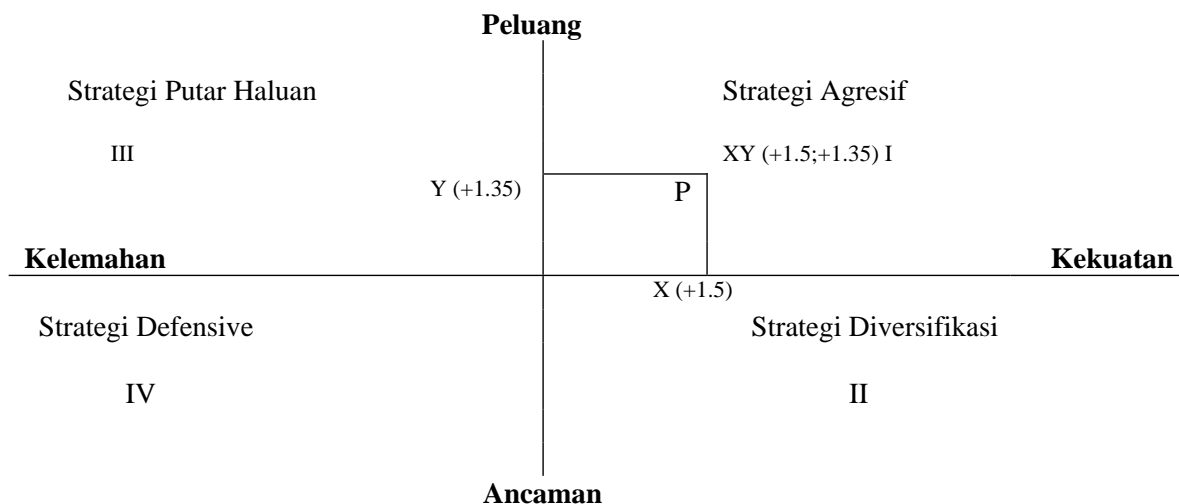 Peluang
Strategi Putar Haluan
Strategi Agresif
III
XY (+1.5;+1.35) I
Y (+1.35)
P
Kelemahan
Kekuatan
X (+1.5)
Strategi Defensive
Strategi Diversifikasi
IV
II
Ancaman